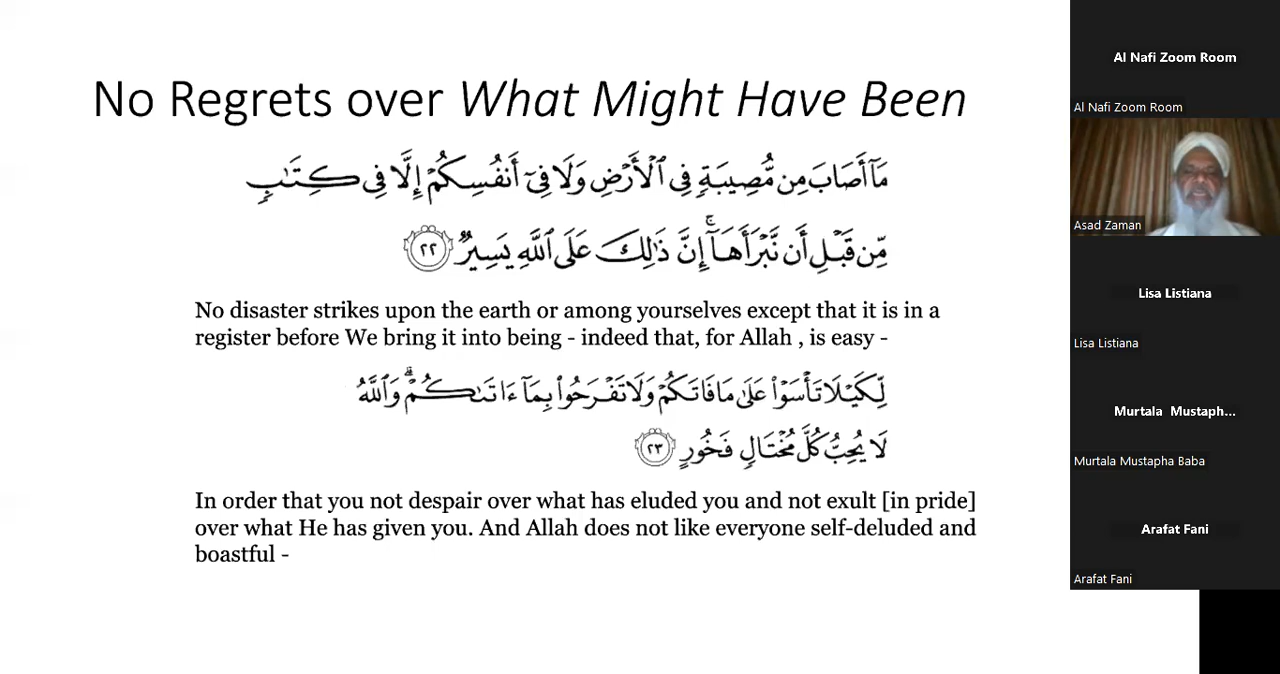 No Regrets over What Might Have Been
مَآ أَصَابَ مِن مُّصِيبَةٍ فِى ٱلْأَرْضِ وَلَا فِىٓ أَنفُسِكُمْ إِلَّا فِى كِتَٰبٍ
مِّن قَبْلِ أَن نَّبْرَأَهَآ ۚ إِنَّ ذَٰلِكَ عَلَى ٱللَّهِ يَسِيرٌ ٢٢
No disaster strikes upon the earth or among yourselves except that it is in a
register before We bring it into being - indeed that, for Allah , is easy -
لِّكَيْلَا تَأْسَوْا۟ عَلَىٰ مَا فَاتَكُمْ وَلَا تَفْرَحُوا۟ بِمَآ ءَاتَىٰكُمْ ۗ وَٱللَّهُ
لَا يُحِبُّ كُلَّ مُخْتَالٍ فَخُورٍ ٢٣
In order that you not despair over what has eluded you and not exult [in pride]
over what He has given you. And Allah does not like everyone self-deluded and
boastful -
Al Nafi Zoom Room
Al Nafi Zoom Room
Asad Zaman
Lisa Listiana
Lisa Listiana
Murtala Mustaph...
Murtala Mustapha Baba
Arafat Fani
Arafat Fani